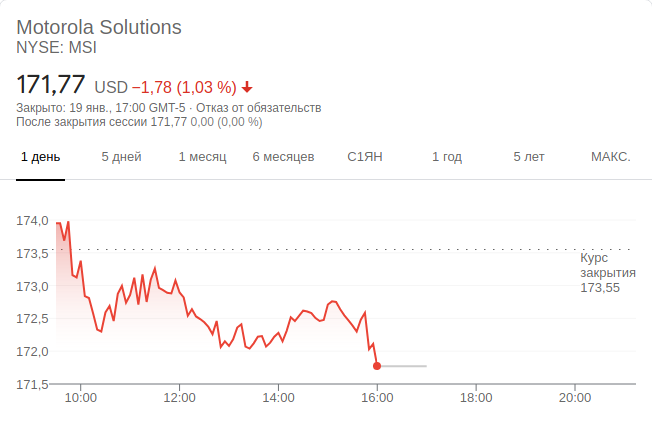 Motorola Solutions
NYSE: MSI
171,77 USD −1,78 (1,03 %)
Закрыто: 19 янв., 17:00 GMT-5 · Отказ от обязательств
После закрытия сессии 171,77 0,00 (0,00 %)
1 день 5 дней 1 месяц 6 месяцев С1ЯН 1 год 5 лет МАКС.
174,0
173,5
Курс
закрытия
173,55
173,0
172,5
172,0
171,5
10:00 12:00 14:00 16:00 18:00 20:00